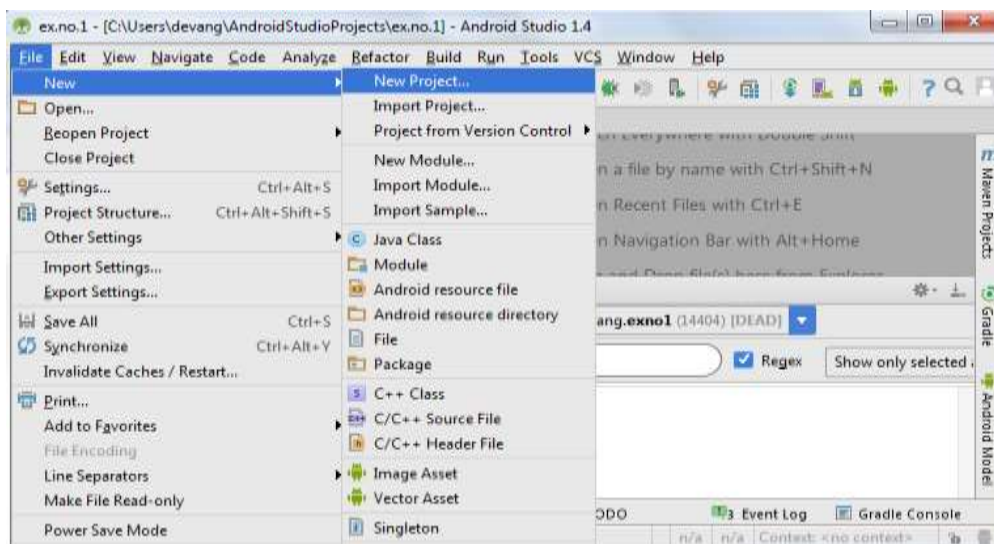 ex.no.1 - [C:\Users\devang\AndroidStudioProjects\ex.no.1] - Android Studio 1.4
File Edit View Navigate Code Analyze Refactor Build Run Tools VCS Window Help
New
Open...
Reopen Project
Close Project
Settings... Ctrl+Alt+S
Project Structure... Ctrl+Alt+Shift+S
Other Settings
Import Settings...
Export Settings...
Save All Ctrl+S
Synchronize Ctrl+Alt+Y
Invalidate Caches / Restart...
Print...
Add to Favorites
File Encoding
Line Separators
Make File Read-only
Power Save Mode
New Project...
Import Project...
Project from Version Control
New Module...
Import Module...
Import Sample...
Java Class
Module
Android resource file
Android resource directory
File
Package
C++ Class
C/C++ Source File
C/C++ Header File
Image Asset
Vector Asset
Singleton
n a file by name with Ctrl+Shift+N
n Recent Files with Ctrl+E
n Navigation Bar with Alt+Home
ang.exno1 (14404) [DEAD]
Regex
Show only selected
ODO
3 Event Log
Gradle Console
n/a n/a Context: <no context>
Maven Projects
Gradle
Android Model